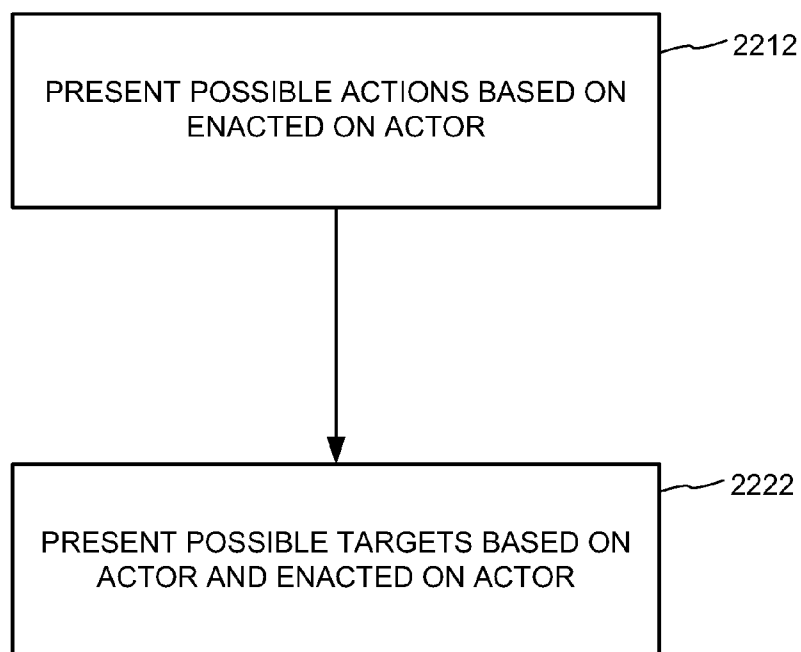 2212
PRESENT POSSIBLE ACTIONS BASED ON
ENACTED ON ACTOR
2222
PRESENT POSSIBLE TARGETS BASED ON
ACTOR AND ENACTED ON ACTOR